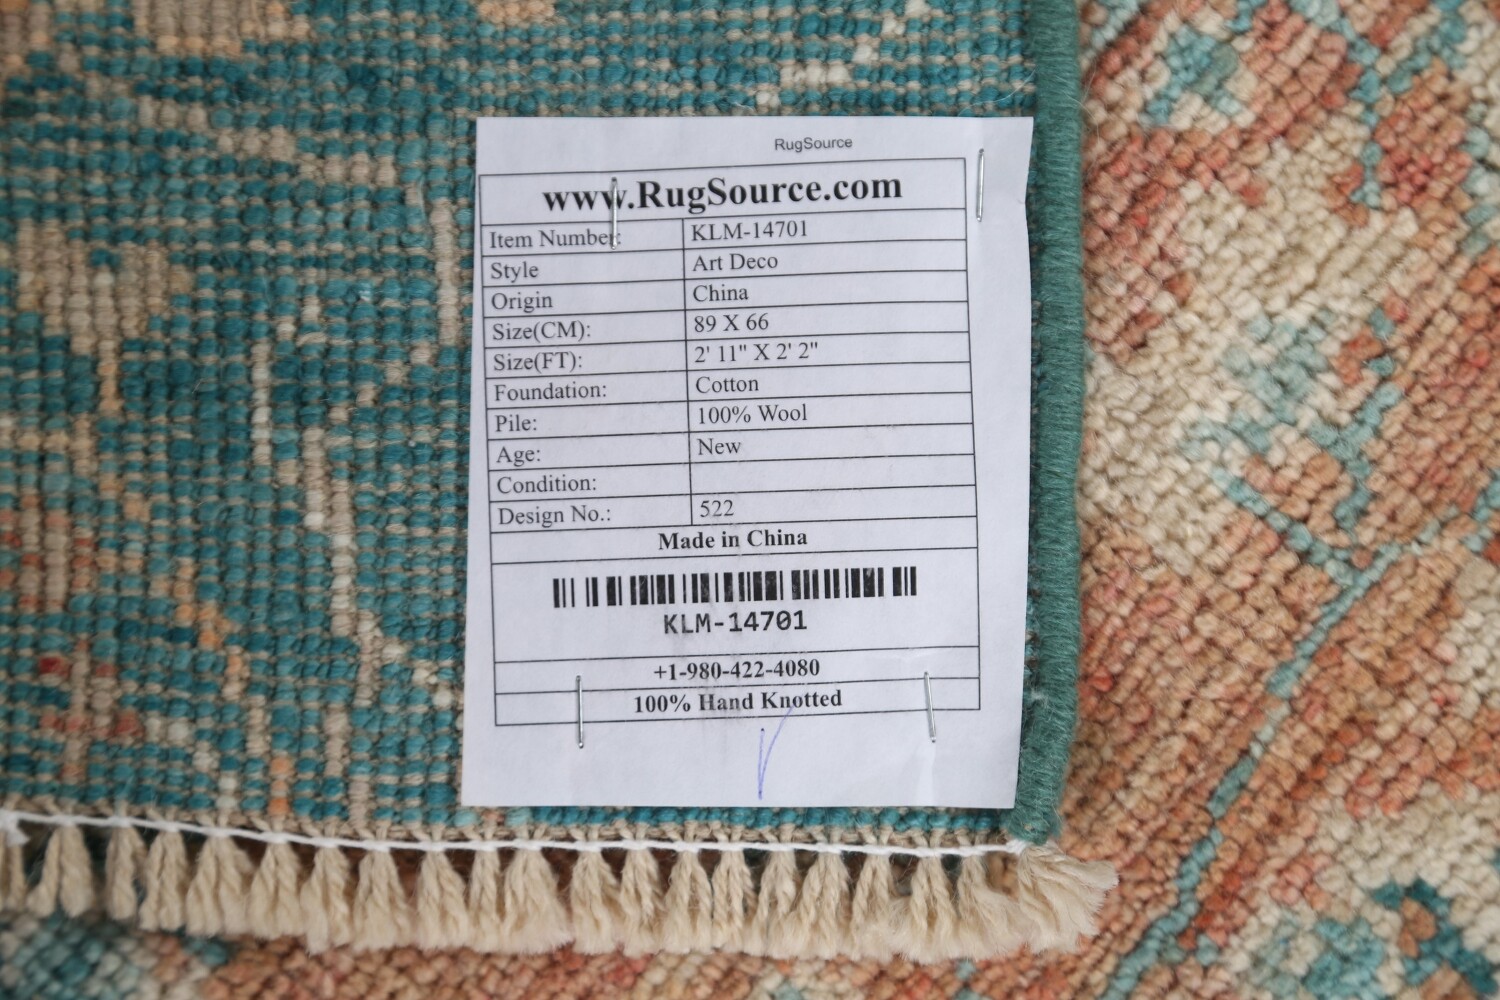 RugSource
www.RugSource.com
Item Number: KLM-14701
Style Art Deco
Origin China
Size(CM): 89 X 66
Size(FT): 2' 11" X 2' 2"
Foundation: Cotton
Pile: 100% Wool
Age: New
Condition:
Design No.: 522
Made in China
KLM-14701
+1-980-422-4080
100% Hand Knotted